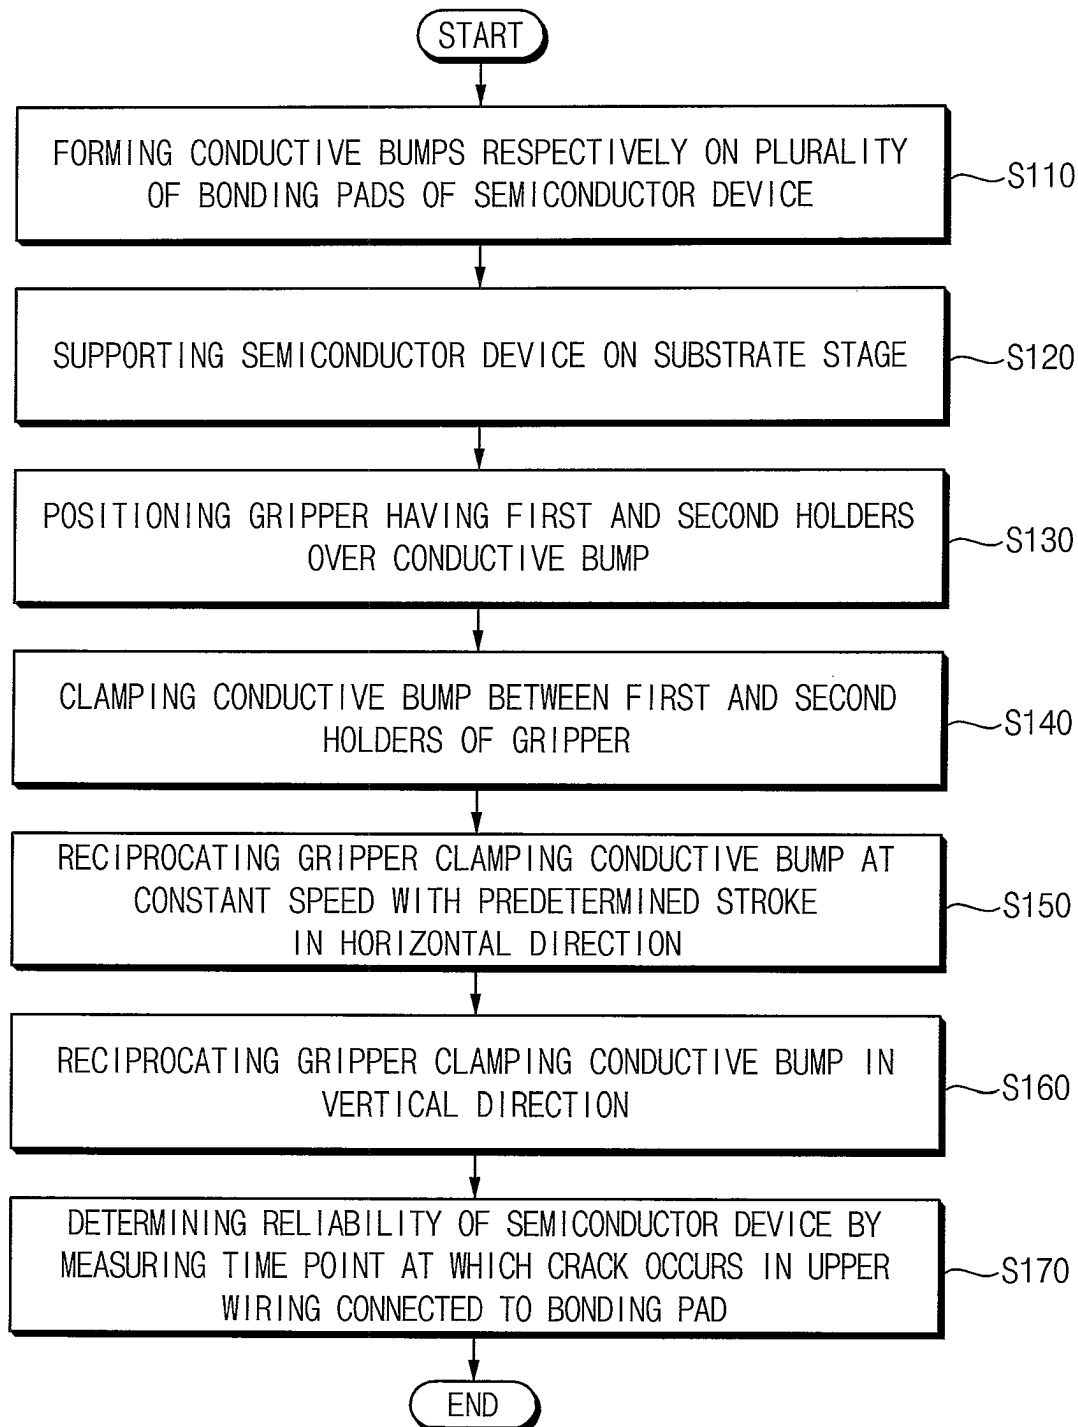 START
FORMING CONDUCTIVE BUMPS RESPECTIVELY ON PLURALITY
OF BONDING PADS OF SEMICONDUCTOR DEVICE
S110
SUPPORTING SEMICONDUCTOR DEVICE ON SUBSTRATE STAGE
S120
POSITIONING GRIPPER HAVING FIRST AND SECOND HOLDERS
OVER CONDUCTIVE BUMP
S130
CLAMPING CONDUCTIVE BUMP BETWEEN FIRST AND SECOND
HOLDERS OF GRIPPER
S140
RECIPROCATING GRIPPER CLAMPING CONDUCTIVE BUMP AT
CONSTANT SPEED WITH PREDETERMINED STROKE
IN HORIZONTAL DIRECTION
S150
RECIPROCATING GRIPPER CLAMPING CONDUCTIVE BUMP IN
VERTICAL DIRECTION
S160
DETERMINING RELIABILITY OF SEMICONDUCTOR DEVICE BY
MEASURING TIME POINT AT WHICH CRACK OCCURS IN UPPER
WIRING CONNECTED TO BONDING PAD
S170
END